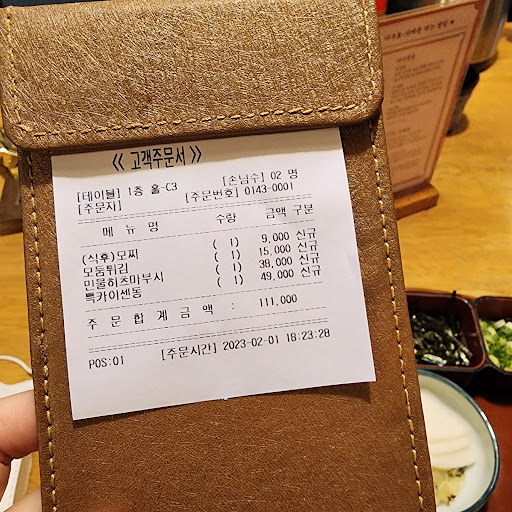 ≪ 고객주문서 ≫
[테이블] 1층 홀-C3 [손님수] 02 명
[주문자] [주문번호] 0143-0001
메 뉴 명 수량 금액 구분
(식후)모찌 ( 1) 9,000 신규
모둠튀김 ( 1) 15,000 신규
민물히츠마부시 ( 1) 38,000 신규
특카이센동 ( 1) 49,000 신규
주 문 합 계 금 액 : 111,000
POS:01 [주문시간] 2023-02-01 18:23:28